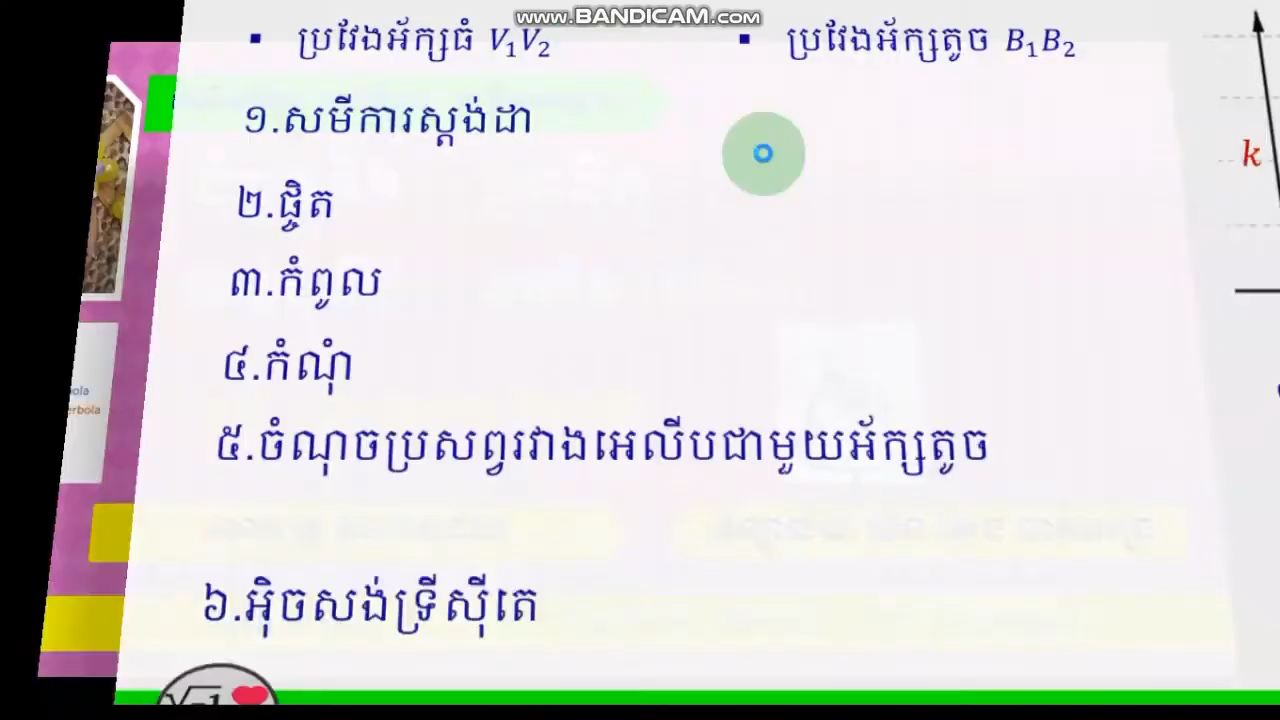 www.BANDICAM.com
▪ ប្រវែងអ័ក្សធំ V₁V₂
▪ ប្រវែងអ័ក្សតូច B₁B₂
១.សមីការស្តង់ដា
k
២.ផ្ចិត
៣.កំពូល
៤.កំណុំ
៥.ចំណុចប្រសព្វរវាងអេលីបជាមួយអ័ក្សតូច
៦.អ៊ិចសង់ទ្រីស៊ីតេ